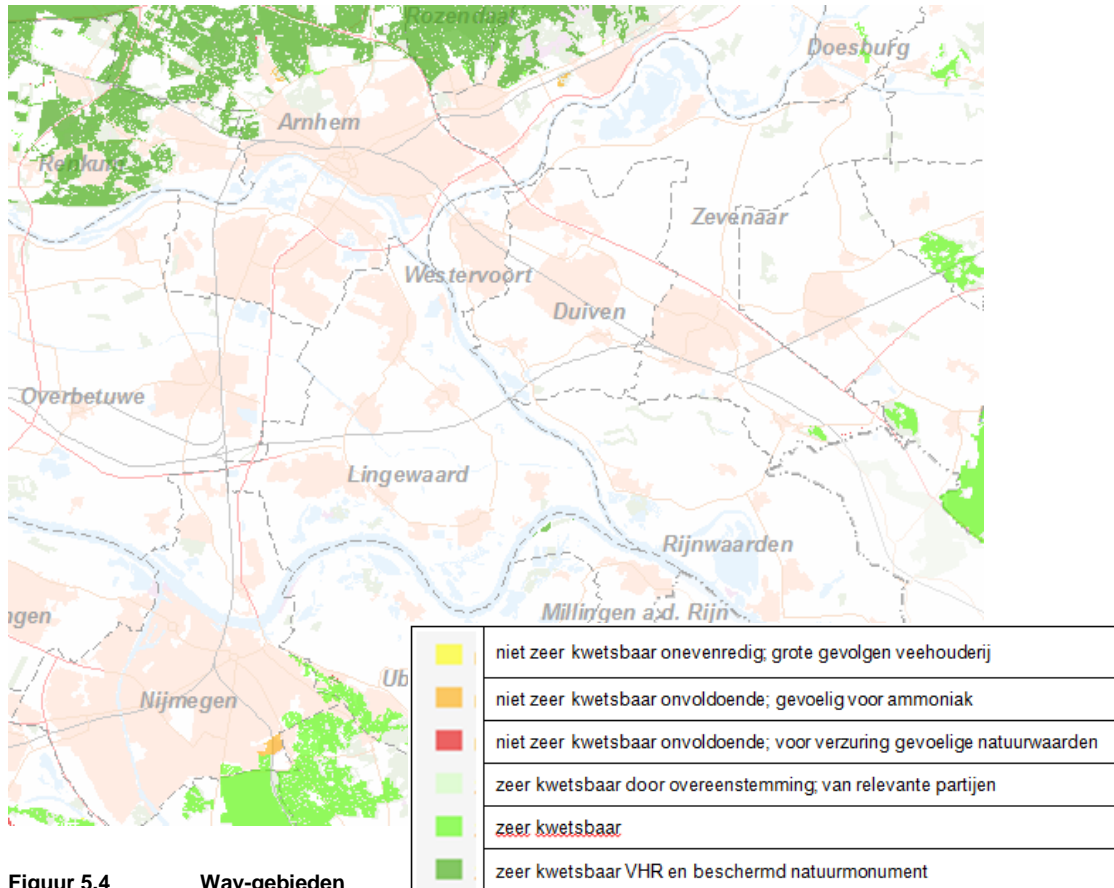 Rozendaal
Doesburg
Arnhem
Renkum
Zevenaar
Westervoort
Duiven
Overbetuwe
Lingewaard
Rijnwaarden
Millingen a.d. Rijn
ngen
Ub
Nijmegen
niet zeer kwetsbaar onevenredig; grote gevolgen veehouderij
niet zeer kwetsbaar onvoldoende; gevoelig voor ammoniak
niet zeer kwetsbaar onvoldoende; voor verzuring gevoelige natuurwaarden
zeer kwetsbaar door overeenstemming; van relevante partijen
zeer kwetsbaar
zeer kwetsbaar VHR en beschermd natuurmonument
Figuur 5.4 Wav-gebieden